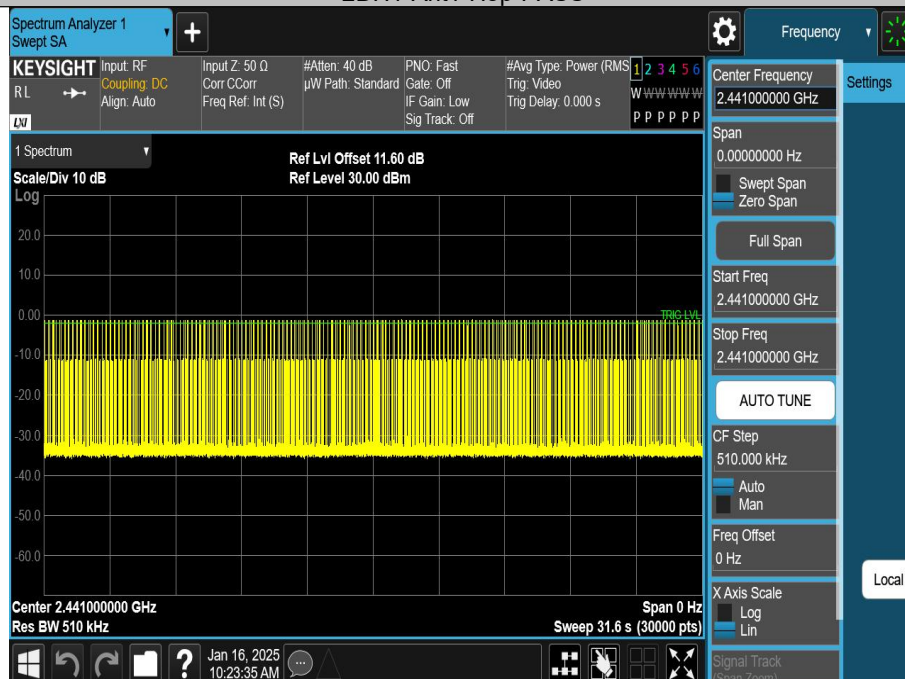 Spectrum Analyzer 1
Swept SA
Frequency
KEYSIGHT
RL
LXI
Input: RF
Coupling: DC
Align: Auto
Input Z: 50 Ω
Corr CCorr
Freq Ref: Int (S)
#Atten: 40 dB
µW Path: Standard
PNO: Fast
Gate: Off
IF Gain: Low
Sig Track: Off
#Avg Type: Power (RMS
Trig: Video
Trig Delay: 0.000 s
1 2 3 4 5 6
W W W W W W
P P P P P P
1 Spectrum
Scale/Div 10 dB
Log
Ref Lvl Offset 11.60 dB
Ref Level 30.00 dBm
20.0
10.0
0.00
TRIG LVL
-10.0
-20.0
-30.0
-40.0
-50.0
-60.0
Center 2.441000000 GHz
Res BW 510 kHz
Span 0 Hz
Sweep 31.6 s (30000 pts)
Jan 16, 2025
10:23:35 AM
Center Frequency
2.441000000 GHz
Span
0.00000000 Hz
Swept Span
Zero Span
Full Span
Start Freq
2.441000000 GHz
Stop Freq
2.441000000 GHz
AUTO TUNE
CF Step
510.000 kHz
Auto
Man
Freq Offset
0 Hz
X Axis Scale
Log
Lin
Signal Track
(Span Zoom)
Settings
Local